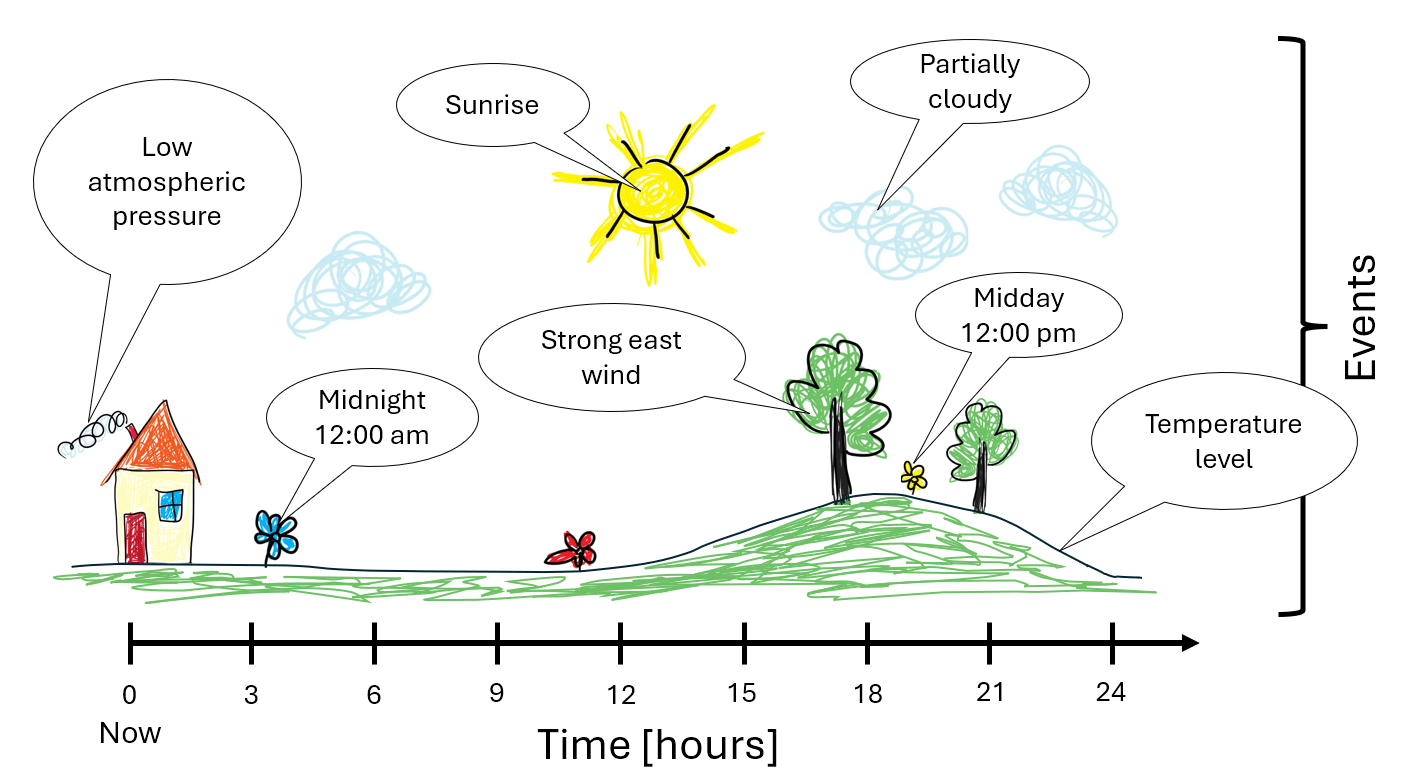 Partially
cloudy
Sunrise
Low
atmospheric
pressure
Midday
12:00 pm
Strong east
wind
Events
Midnight
12:00 am
Temperature
level
0
3
6
9
12
15
18
21
24
Now
Time [hours]